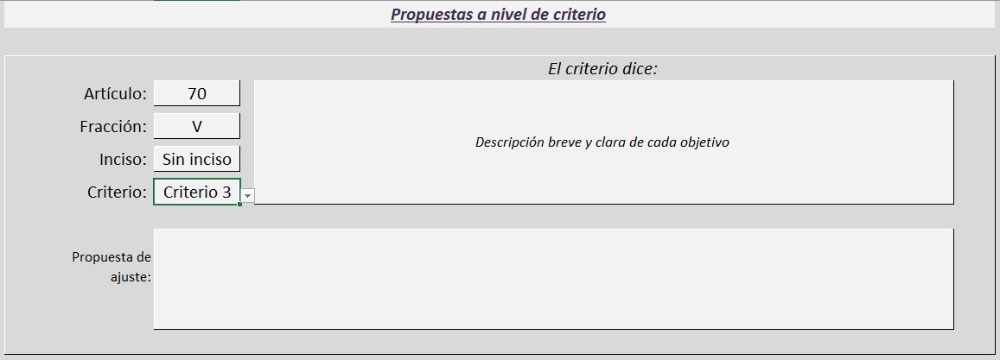 Propuestas a nivel de criterio
El criterio dice:
Artículo: 70
Fracción: V
Inciso: Sin inciso
Criterio: Criterio 3
Descripción breve y clara de cada objetivo
Propuesta de
ajuste: